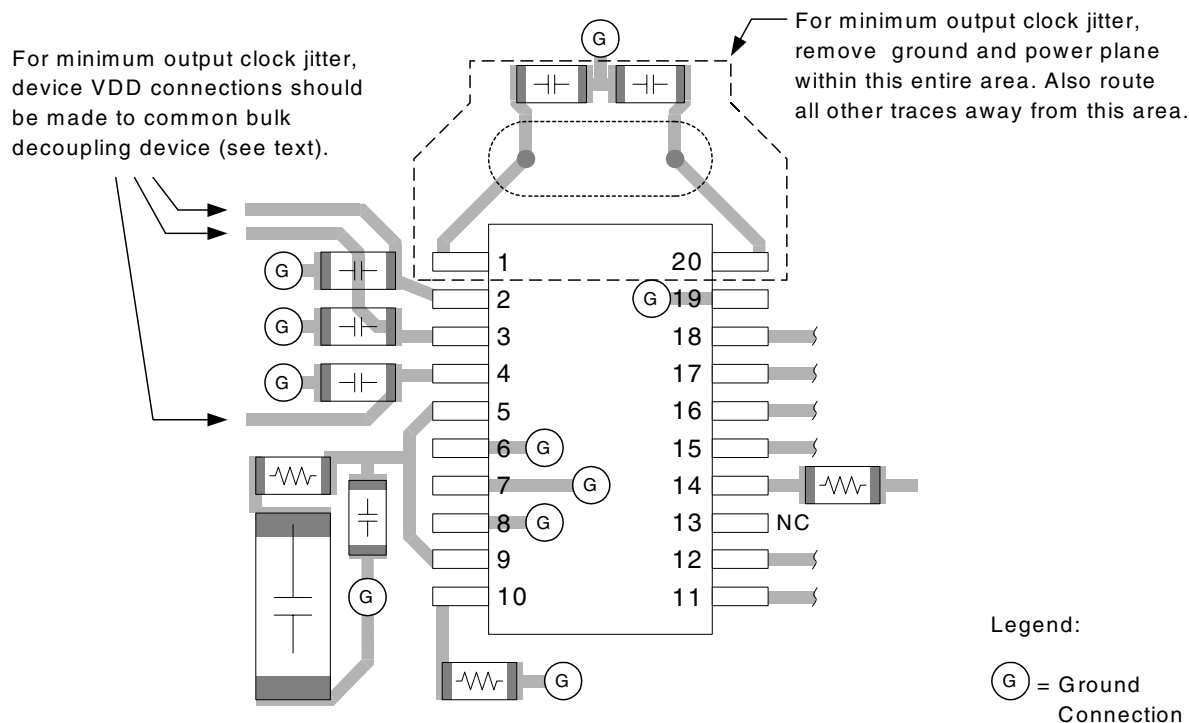 For minimum output clock jitter,
device VDD connections should
be made to common bulk
decoupling device (see text).
G
For minimum output clock jitter,
remove ground and power plane
within this entire area. Also route
all other traces away from this area.
G
1
20
2
G
19
G
3
18
G
4
17
5
16
6
G
15
7
G
14
8
G
13
NC
9
12
G
10
11
G
Legend:
G = Ground
Connection